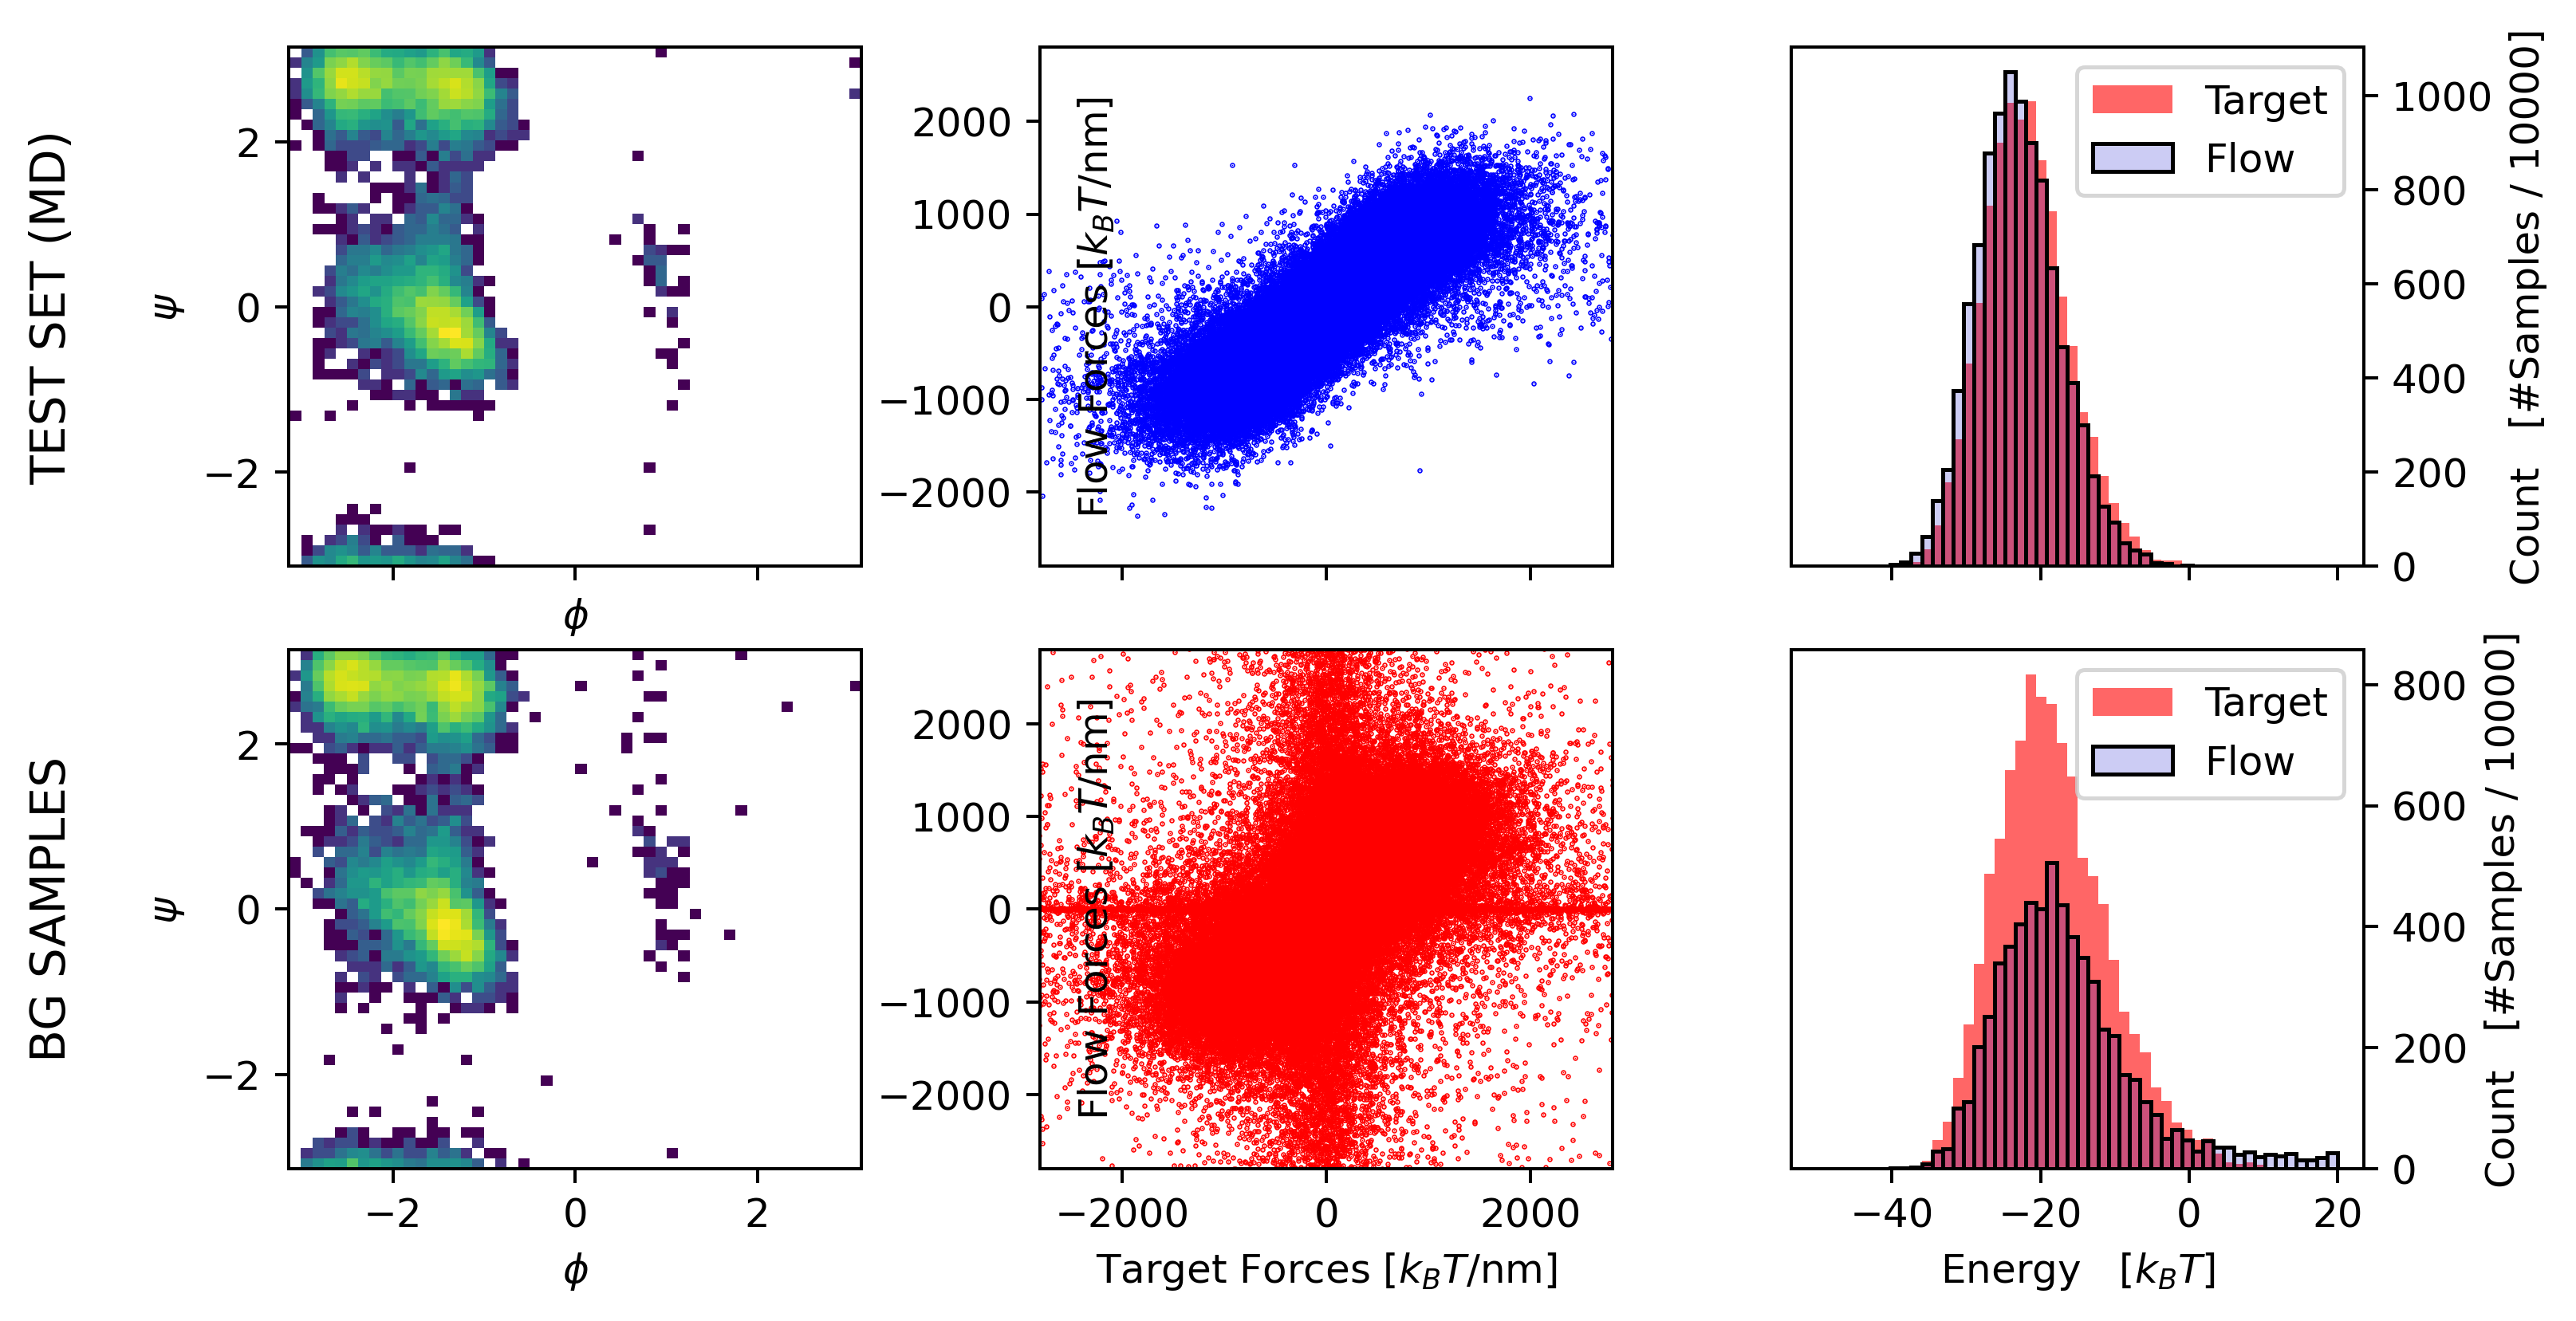 TEST SET (MD)
ψ
2
0
−2
ϕ
Flow Forces [k_BT/nm]
2000
1000
0
−1000
−2000
Target
Flow
1000
800
600
400
200
0
Count [#Samples / 10000]
BG SAMPLES
ψ
2
0
−2
−2 0 2
ϕ
Flow Forces [k_BT/nm]
2000
1000
0
−1000
−2000
−2000 0 2000
Target Forces [k_BT/nm]
Target
Flow
800
600
400
200
0
Count [#Samples / 10000]
−40 −20 0 20
Energy [k_BT]